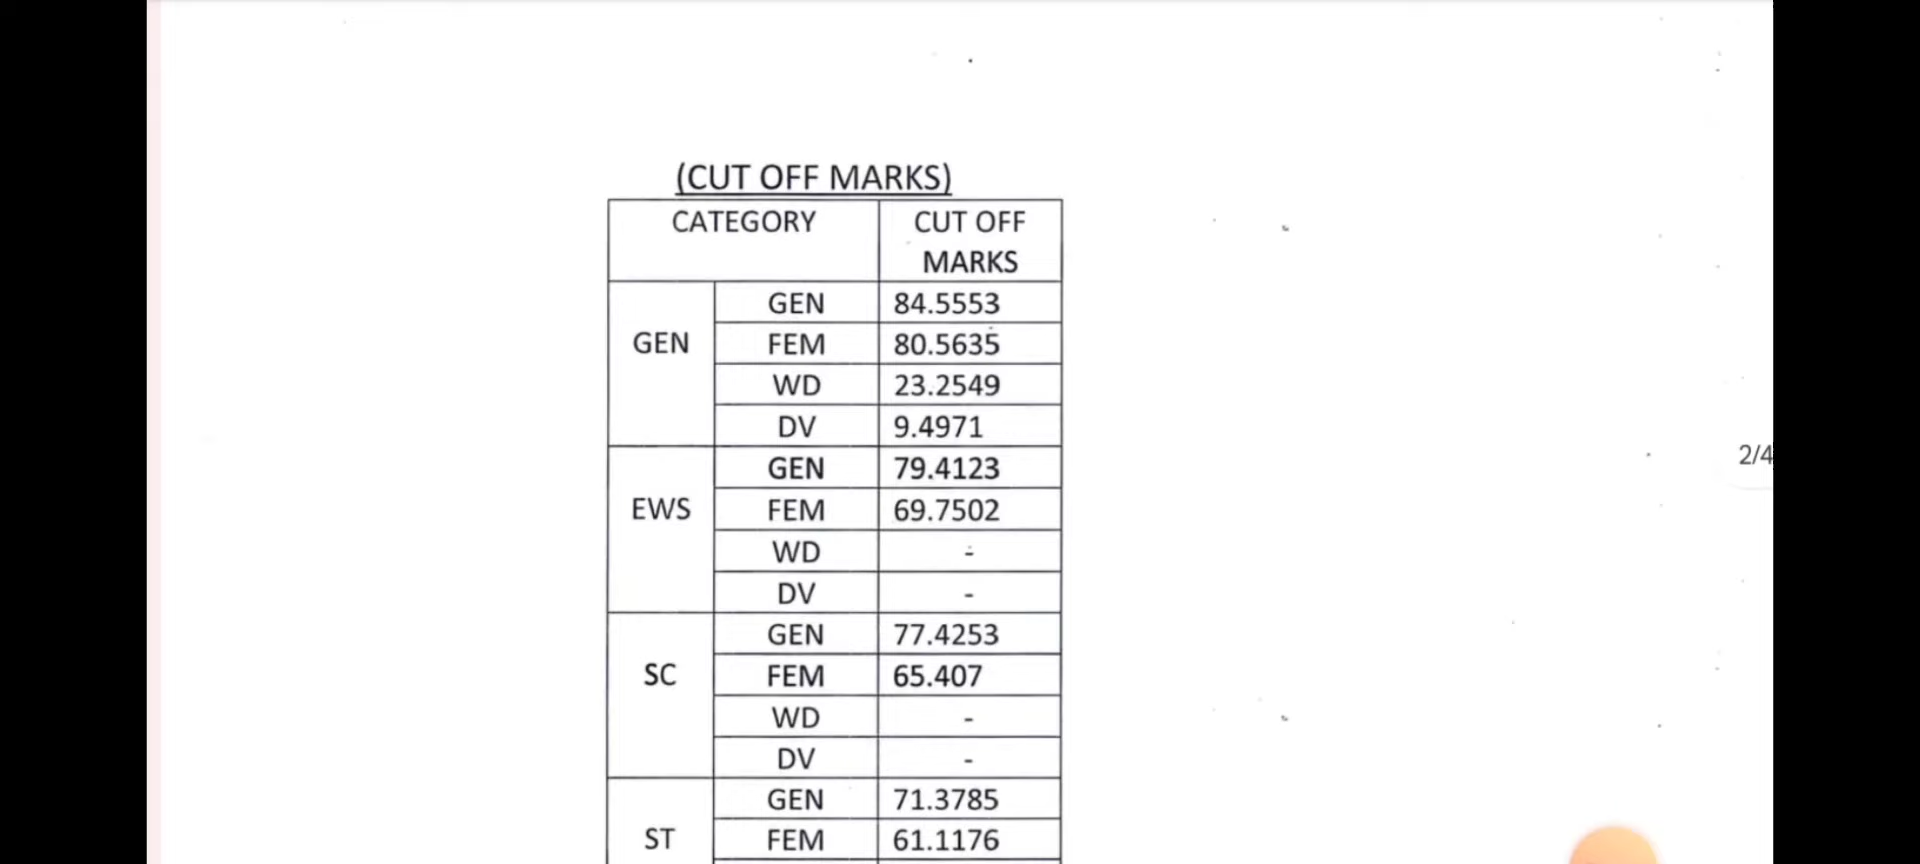 (CUT OFF MARKS)
CATEGORY CUT OFF
MARKS
GEN 84.5553
GEN FEM 80.5635
WD 23.2549
DV 9.4971
GEN 79.4123
EWS FEM 69.7502
WD -
DV -
GEN 77.4253
SC FEM 65.407
WD -
DV -
GEN 71.3785
ST FEM 61.1176
2/4